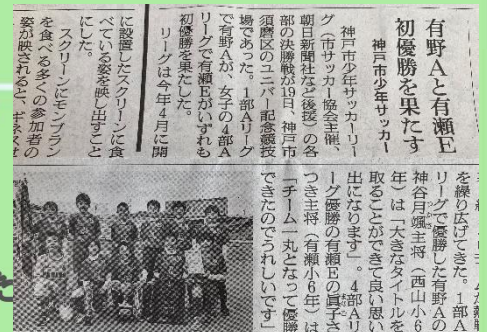 有野Aと有瀬E
初優勝を果たす
神戸市少年サッカー
神戸市少年サッカーリー
グ(市サッカー協会主催、
朝日新聞社など後援)の各
部の決勝戦が19日、神戸市
須磨区のユニバー記念競技
場であった。1部Aリーグ
で有野Aが、女子の4部A
リーグで有瀬Eがいずれも
初優勝を果たした。
リーグは今年4月に開
ームが熱戦
を繰り広げてきた。1部A
リーグで優勝した有野Aの
神谷日颯主将(西山小6
年)は「大きなタイトルを
取ることができて良い思い
出になります」。4部Aリ
ーグ優勝の有瀬Eの眞子さ
つき主将(有瀬小6年)は
「チーム一丸となって優勝
できたのでうれしいです」
に設置したスクリーンに食
べている姿を映し出すこと
にした。
スクリーンにモンブラン
を食べる多くの参加者の
姿が映されると、ギネス世